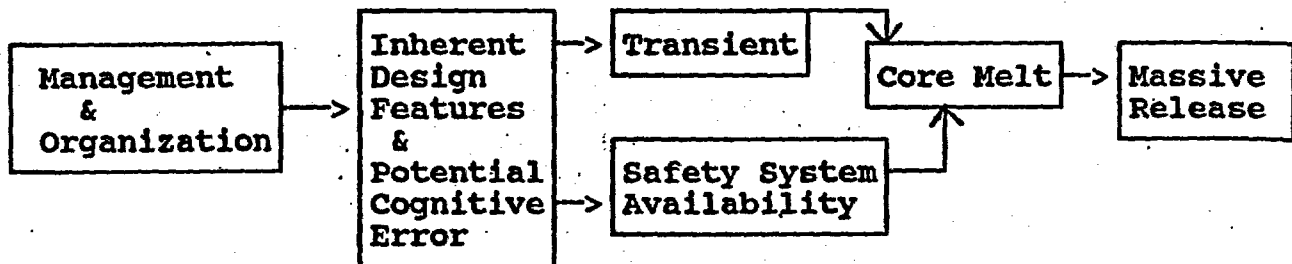 Management
&
Organization
Inherent
Design
Features
&
Potential
Cognitive
Error
Transient
Safety System
Availability
Core Melt
Massive
Release